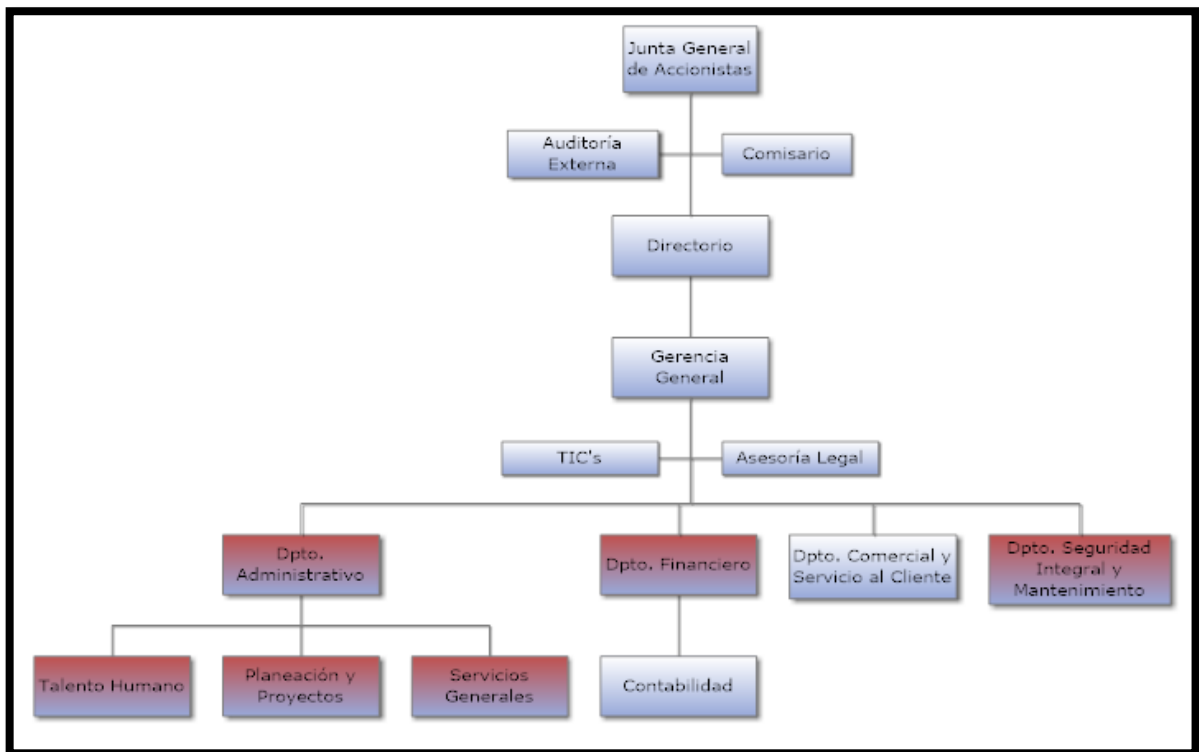 Junta General
de Accionistas
Auditoría
Externa
Comisario
Directorio
Gerencia
General
TIC's
Asesoría Legal
Dpto.
Administrativo
Dpto. Financiero
Dpto. Comercial y
Servicio al Cliente
Dpto. Seguridad
Integral y
Mantenimiento
Talento Humano
Planeación y
Proyectos
Servicios
Generales
Contabilidad